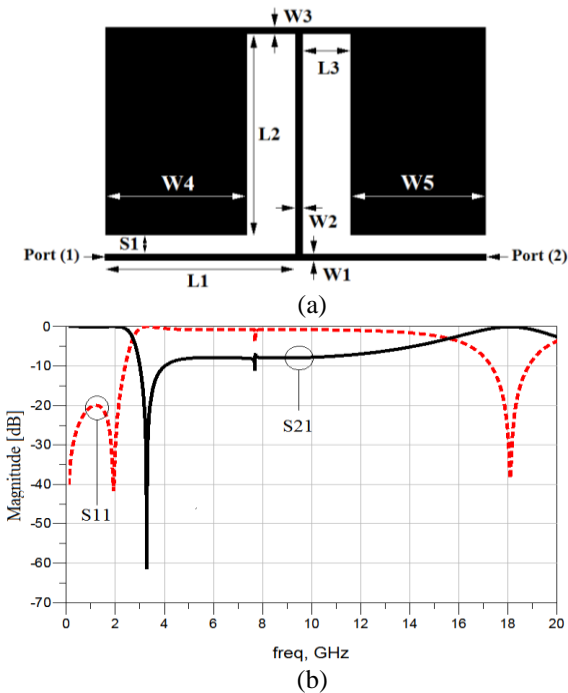 W3
L3
L2
W4
W5
W2
S1
Port (1)
Port (2)
L1
W1
(a)
0
-10
-20
-30
-40
-50
-60
-70
Magnitude [dB]
S11
S21
0 2 4 6 8 10 12 14 16 18 20
freq, GHz
(b)